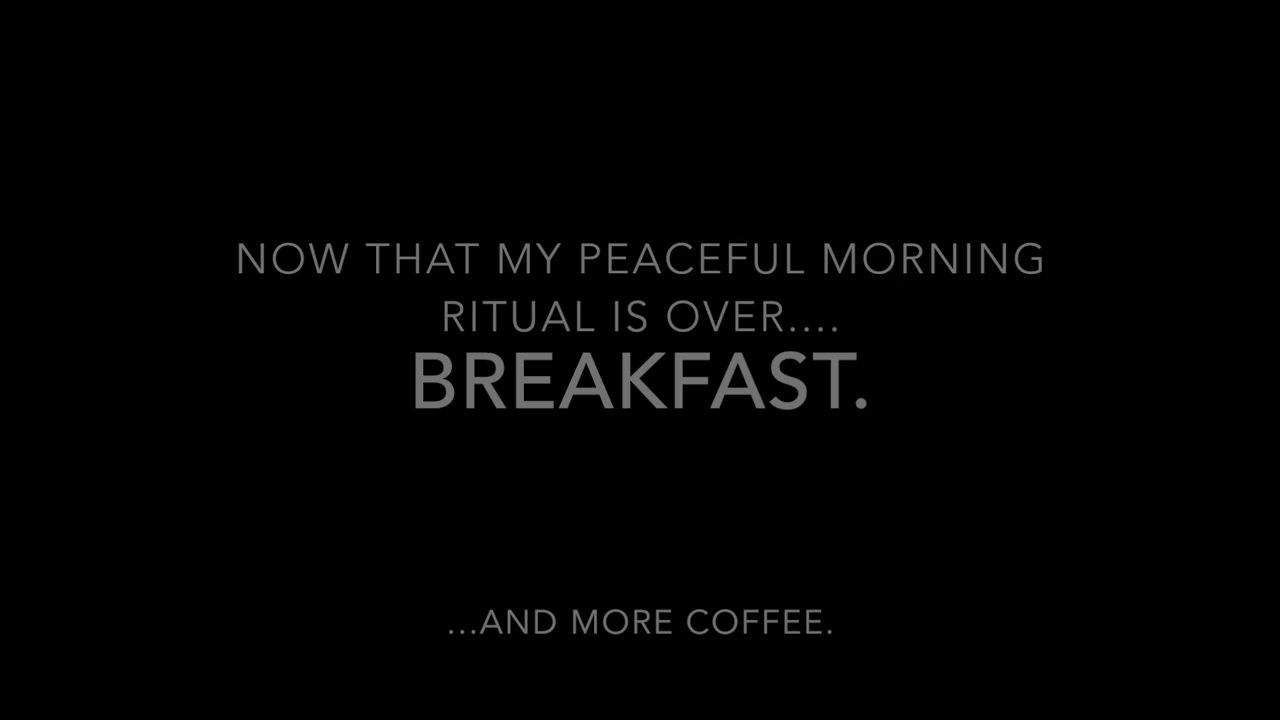 NOW THAT MY PEACEFUL MORNING
RITUAL IS OVER....
BREAKFAST.
...AND MORE COFFEE.